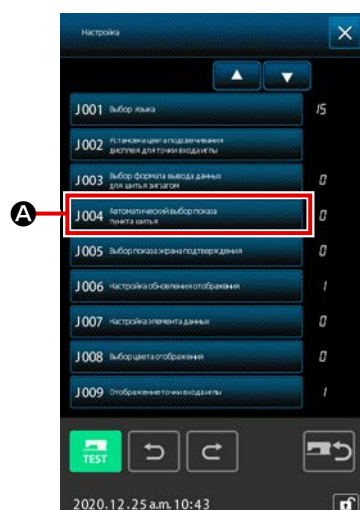 Настройка
J001 Выбор языка 15
J002 Установка цвета подсвечивания
дисплея для точки входа иглы
J003 Выбор формата вывода данных
для шитья зигзагом 0
A J004 Автоматический выбор показа
пункта шитья 0
J005 Выбор показа экрана подтверждения 0
J006 Настройка обновления отображения 1
J007 Настройка элемента данных 0
J008 Выбор цвета отображения 0
J009 Отображение точки входа иглы 1
TEST
2020.12.25 a.m. 10:43